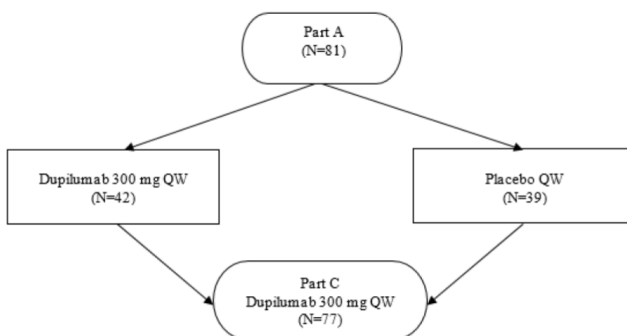 Part A
(N=81)
Dupilumab 300 mg QW
(N=42)
Placebo QW
(N=39)
Part C
Dupilumab 300 mg QW
(N=77)